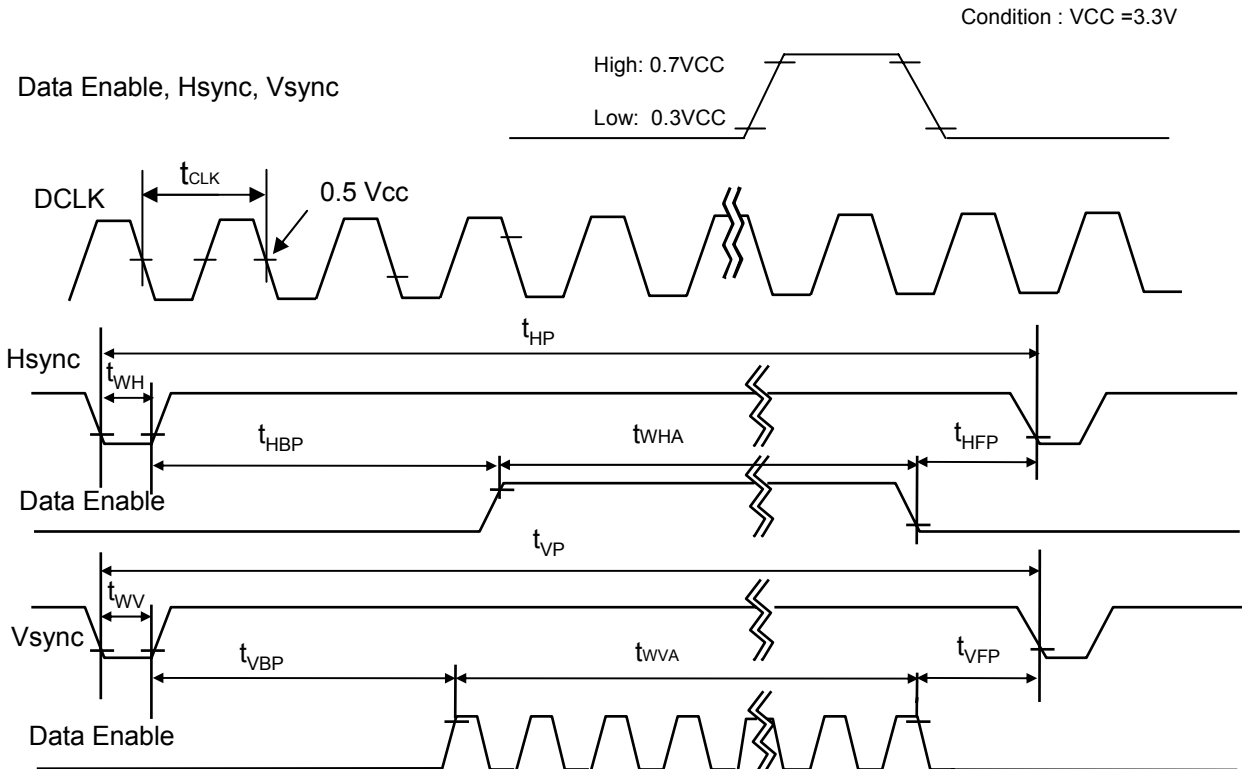 Condition : VCC =3.3V
High: 0.7VCC
Data Enable, Hsync, Vsync
Low: 0.3VCC
tCLK
DCLK
0.5 Vcc
tHP
Hsync
tWH
tHBP
tWHA
tHFP
Data Enable
tVP
tWV
Vsync
tVBP
tWVA
tVFP
Data Enable